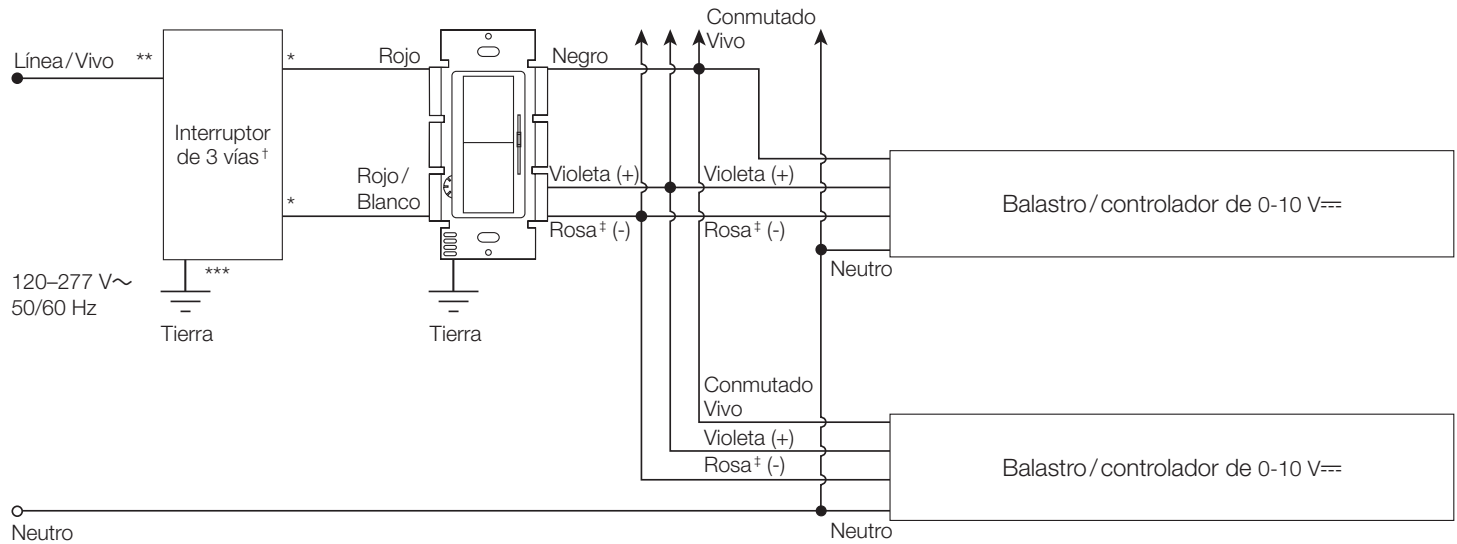 Conmutado
Vivo
Línea/Vivo
**
*
Rojo
Negro
Interruptor
de 3 vías†
Rojo/
Blanco
*
Violeta (+)
Violeta (+)
Rosa‡ (-)
Rosa‡ (-)
Balastro/controlador de 0-10 V⎓
Neutro
***
120–277 V~
50/60 Hz
Tierra
Tierra
Conmutado
Vivo
Violeta (+)
Rosa‡ (-)
Balastro/controlador de 0-10 V⎓
Neutro
Neutro